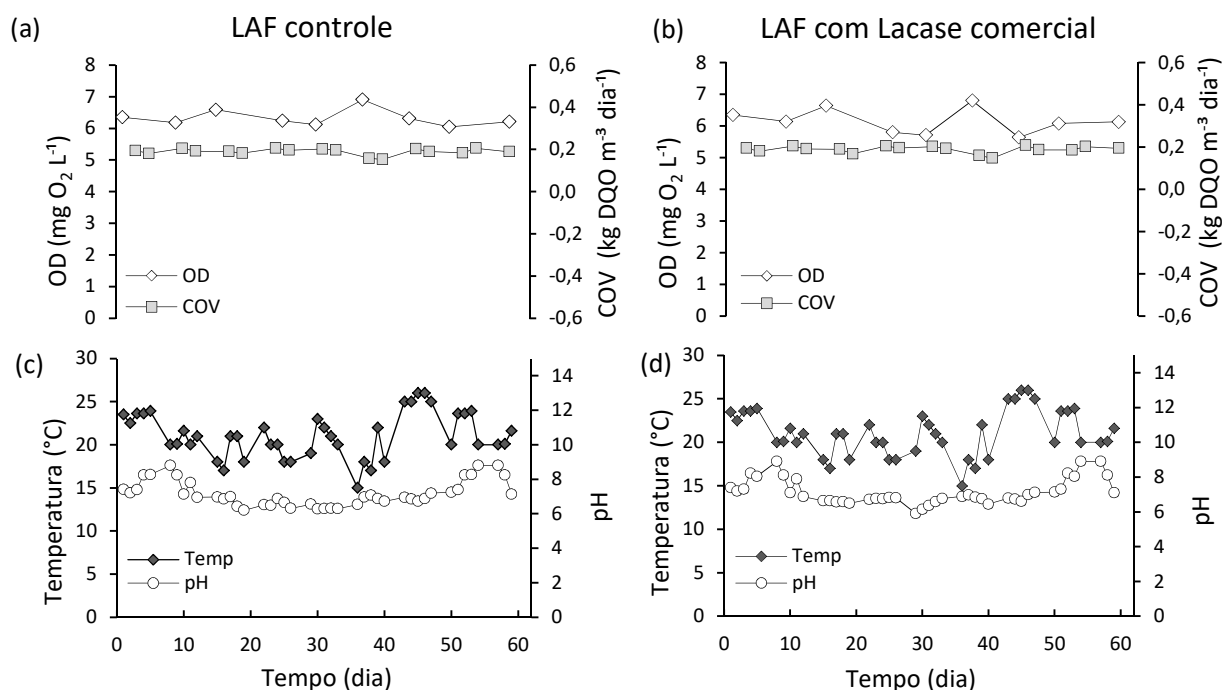 (a)
LAF controle
OD (mg O₂ L⁻¹)
8
7
6
5
4
3
2
1
0
0,6
0,4
0,2
0,0
-0,2
-0,4
-0,6
COV (kg DQO m⁻³ dia⁻¹)
OD
COV
(b)
LAF com Lacase comercial
OD (mg O₂ L⁻¹)
8
7
6
5
4
3
2
1
0
0,6
0,4
0,2
0,0
-0,2
-0,4
-0,6
COV (kg DQO m⁻³ dia⁻¹)
OD
COV
(c)
Temperatura (°C)
30
25
20
15
10
5
0
14
12
10
8
6
4
2
0
pH
Temp
pH
0 10 20 30 40 50 60
Tempo (dia)
(d)
Temperatura (°C)
30
25
20
15
10
5
0
14
12
10
8
6
4
2
0
pH
Temp
pH
0 10 20 30 40 50 60
Tempo (dia)